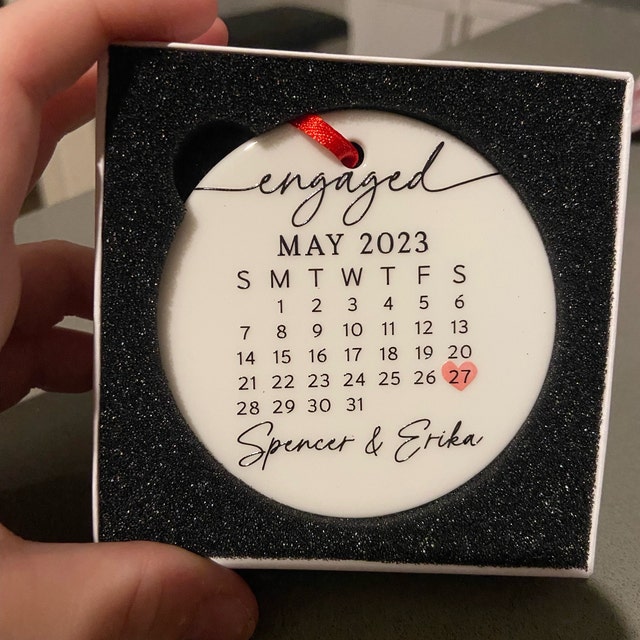 engaged
MAY 2023
S M T W T F S
1 2 3 4 5 6
7 8 9 10 11 12 13
14 15 16 17 18 19 20
21 22 23 24 25 26 27
28 29 30 31
Spencer & Erika